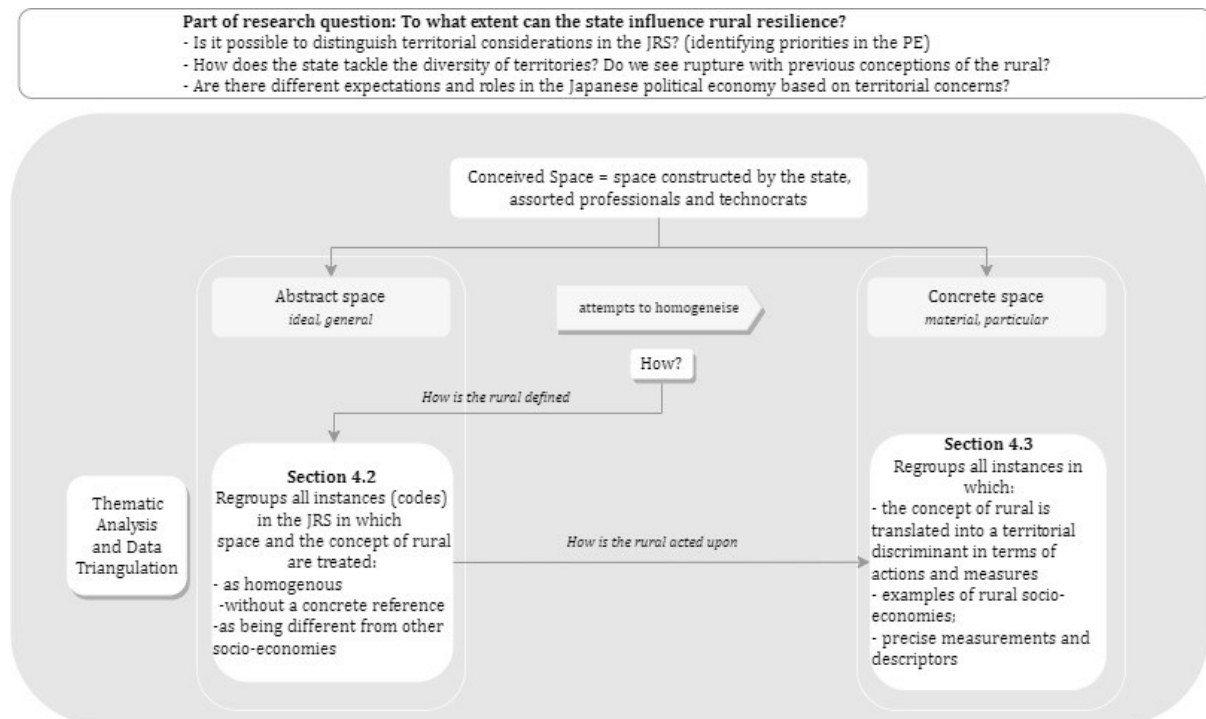 Part of research question: To what extent can the state influence rural resilience?
- Is it possible to distinguish territorial considerations in the JRS? (identifying priorities in the PE)
- How does the state tackle the diversity of territories? Do we see rupture with previous conceptions of the rural?
- Are there different expectations and roles in the Japanese political economy based on territorial concerns?
Conceived Space = space constructed by the state,
assorted professionals and technocrats
Abstract space
ideal, general
attempts to homogeneise
Concrete space
material, particular
How?
How is the rural defined
Thematic
Analysis
and Data
Triangulation
Section 4.2
Regroups all instances (codes)
in the JRS in which
space and the concept of rural
are treated:
- as homogenous
-without a concrete reference
-as being different from other
socio-economies
How is the rural acted upon
Section 4.3
Regroups all instances in
which:
- the concept of rural is
translated into a territorial
discriminant in terms of
actions and measures
- examples of rural socio-
economies;
- precise measurements and
descriptors